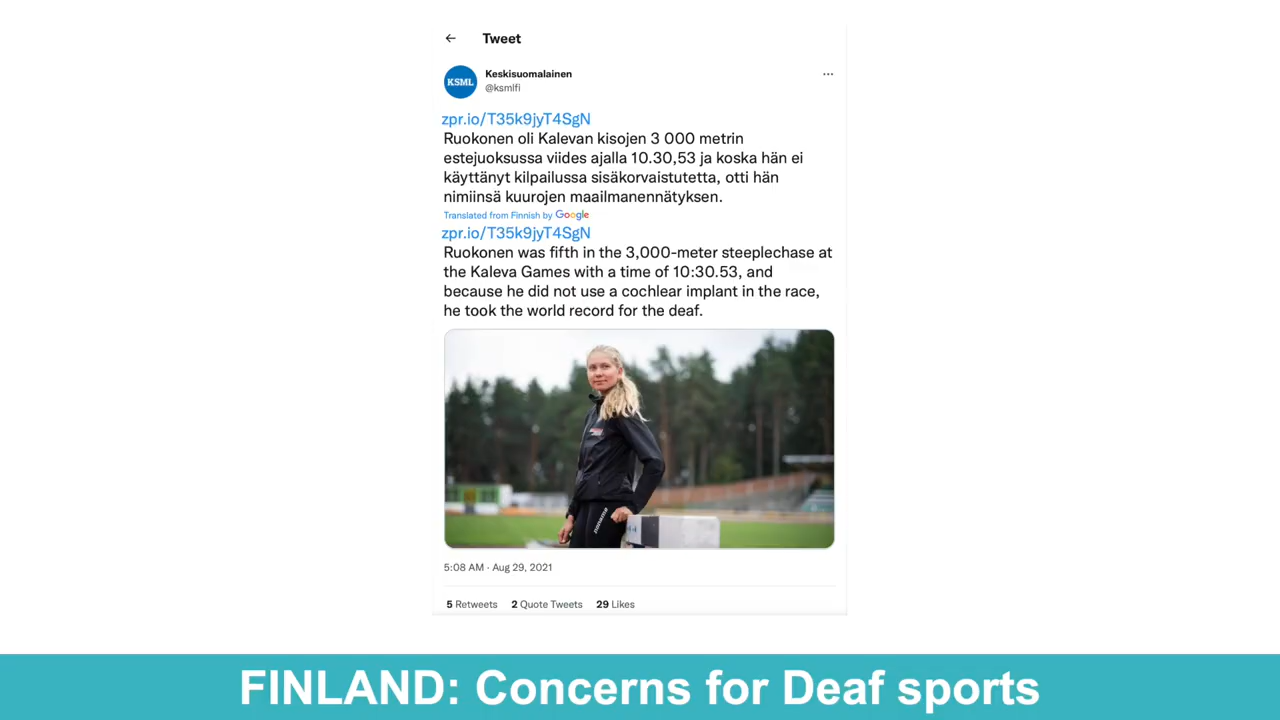 Tweet
KSML
Keskisuomalainen
@ksmlfi
zpr.io/T35k9jyT4SgN
Ruokonen oli Kalevan kisojen 3 000 metrin
estejuoksussa viides ajalla 10.30,53 ja koska hän ei
käyttänyt kilpailussa sisäkorvaistutetta, otti hän
nimiinsä kuurojen maailmanennätyksen.
Translated from Finnish by Google
zpr.io/T35k9jyT4SgN
Ruokonen was fifth in the 3,000-meter steeplechase at
the Kaleva Games with a time of 10:30.53, and
because he did not use a cochlear implant in the race,
he took the world record for the deaf.
5:08 AM · Aug 29, 2021
5 Retweets 2 Quote Tweets 29 Likes
FINLAND: Concerns for Deaf sports